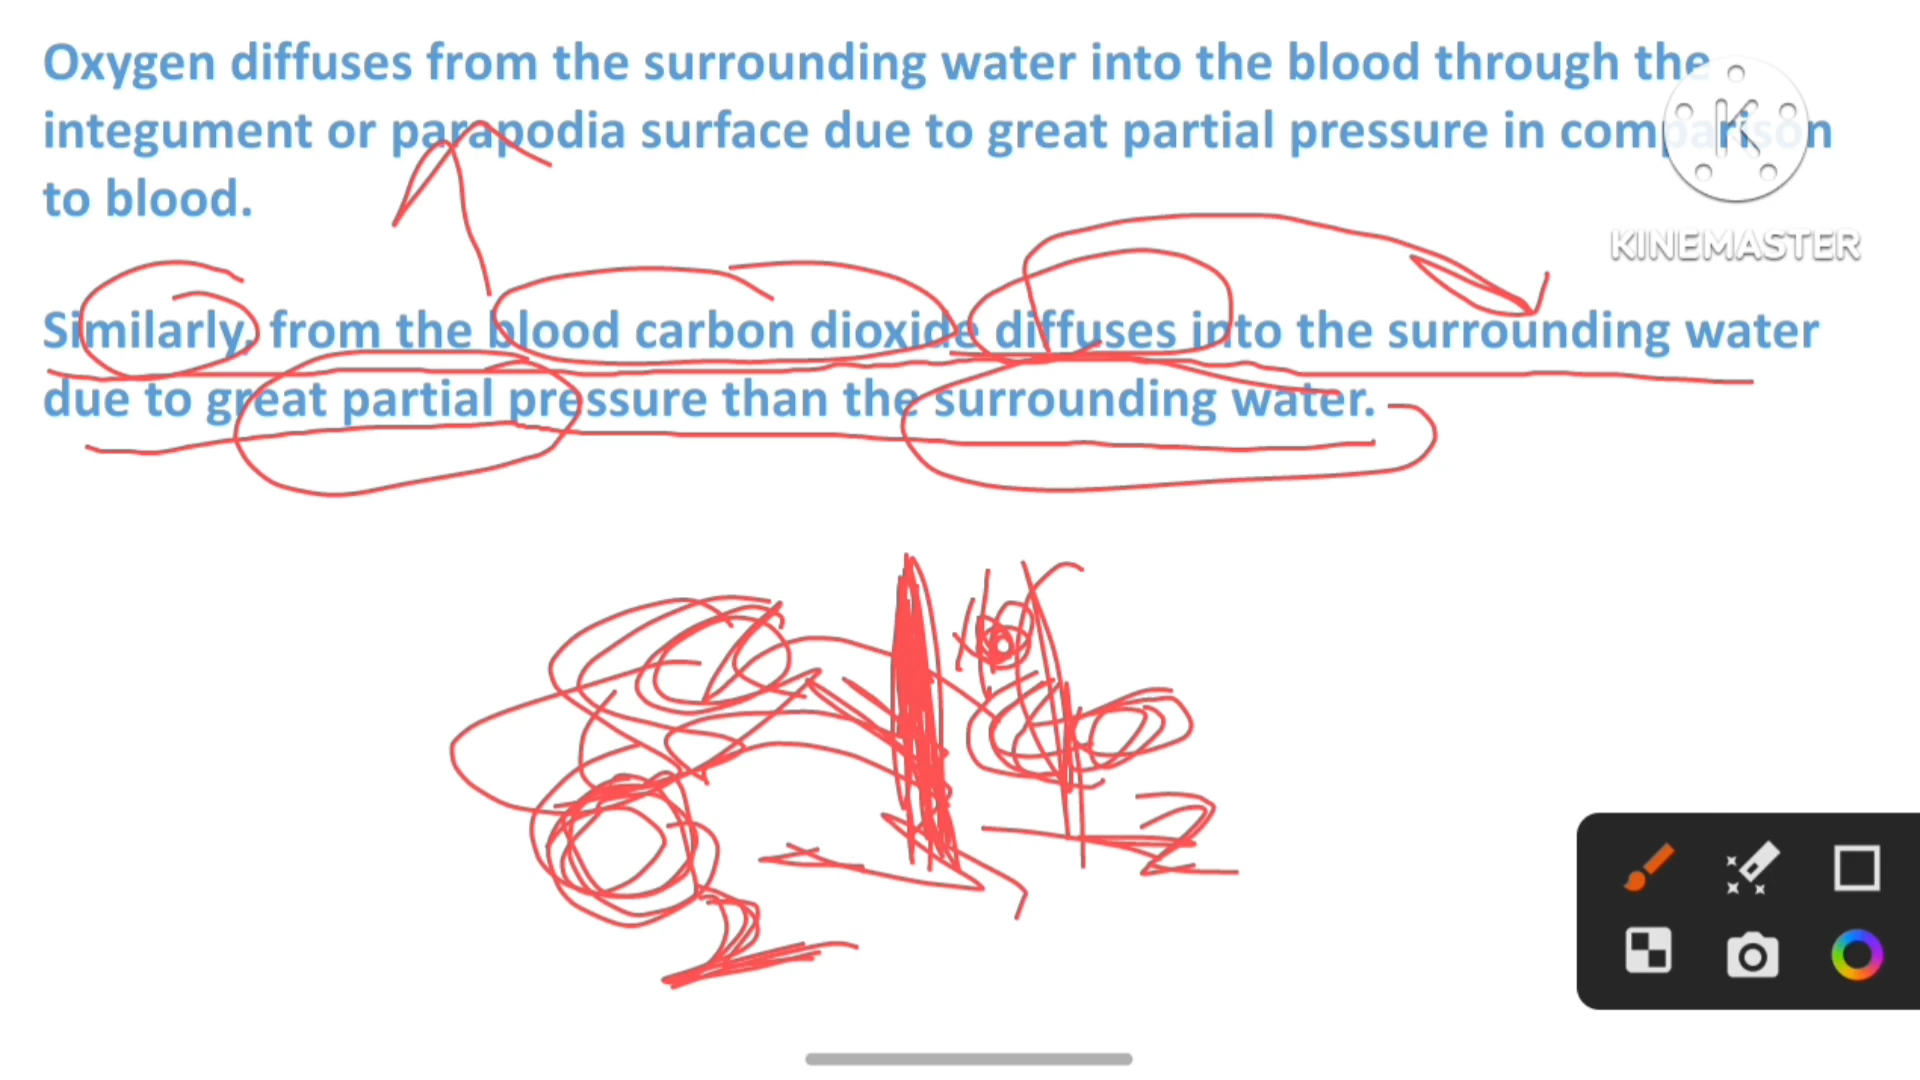 Oxygen diffuses from the surrounding water into the blood through the
integument or parapodia surface due to great partial pressure in comparison
to blood.
KINEMASTER
Similarly, from the blood carbon dioxide diffuses into the surrounding water
due to great partial pressure than the surrounding water.